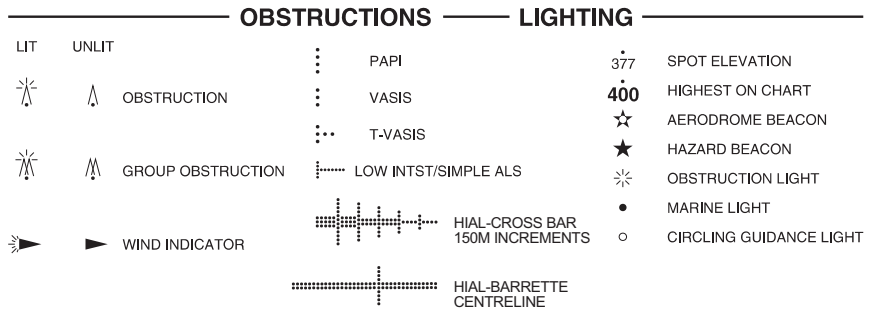 OBSTRUCTIONS LIGHTING
LIT UNLIT
OBSTRUCTION
GROUP OBSTRUCTION
WIND INDICATOR
PAPI
VASIS
T-VASIS
LOW INTST/SIMPLE ALS
HIAL-CROSS BAR
150M INCREMENTS
HIAL-BARRETTE
CENTRELINE
377 SPOT ELEVATION
400 HIGHEST ON CHART
AERODROME BEACON
HAZARD BEACON
OBSTRUCTION LIGHT
MARINE LIGHT
CIRCLING GUIDANCE LIGHT